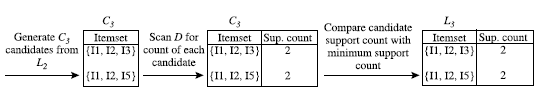 C3
Generate C3
candidates from
L2
Itemset
{I1, I2, I3}
{I1, I2, I5}
Scan D for
count of each
candidate
C3
Itemset Sup. count
{I1, I2, I3} 2
{I1, I2, I5} 2
Compare candidate
support count with
minimum support
count
L3
Itemset Sup. count
{I1, I2, I3} 2
{I1, I2, I5} 2